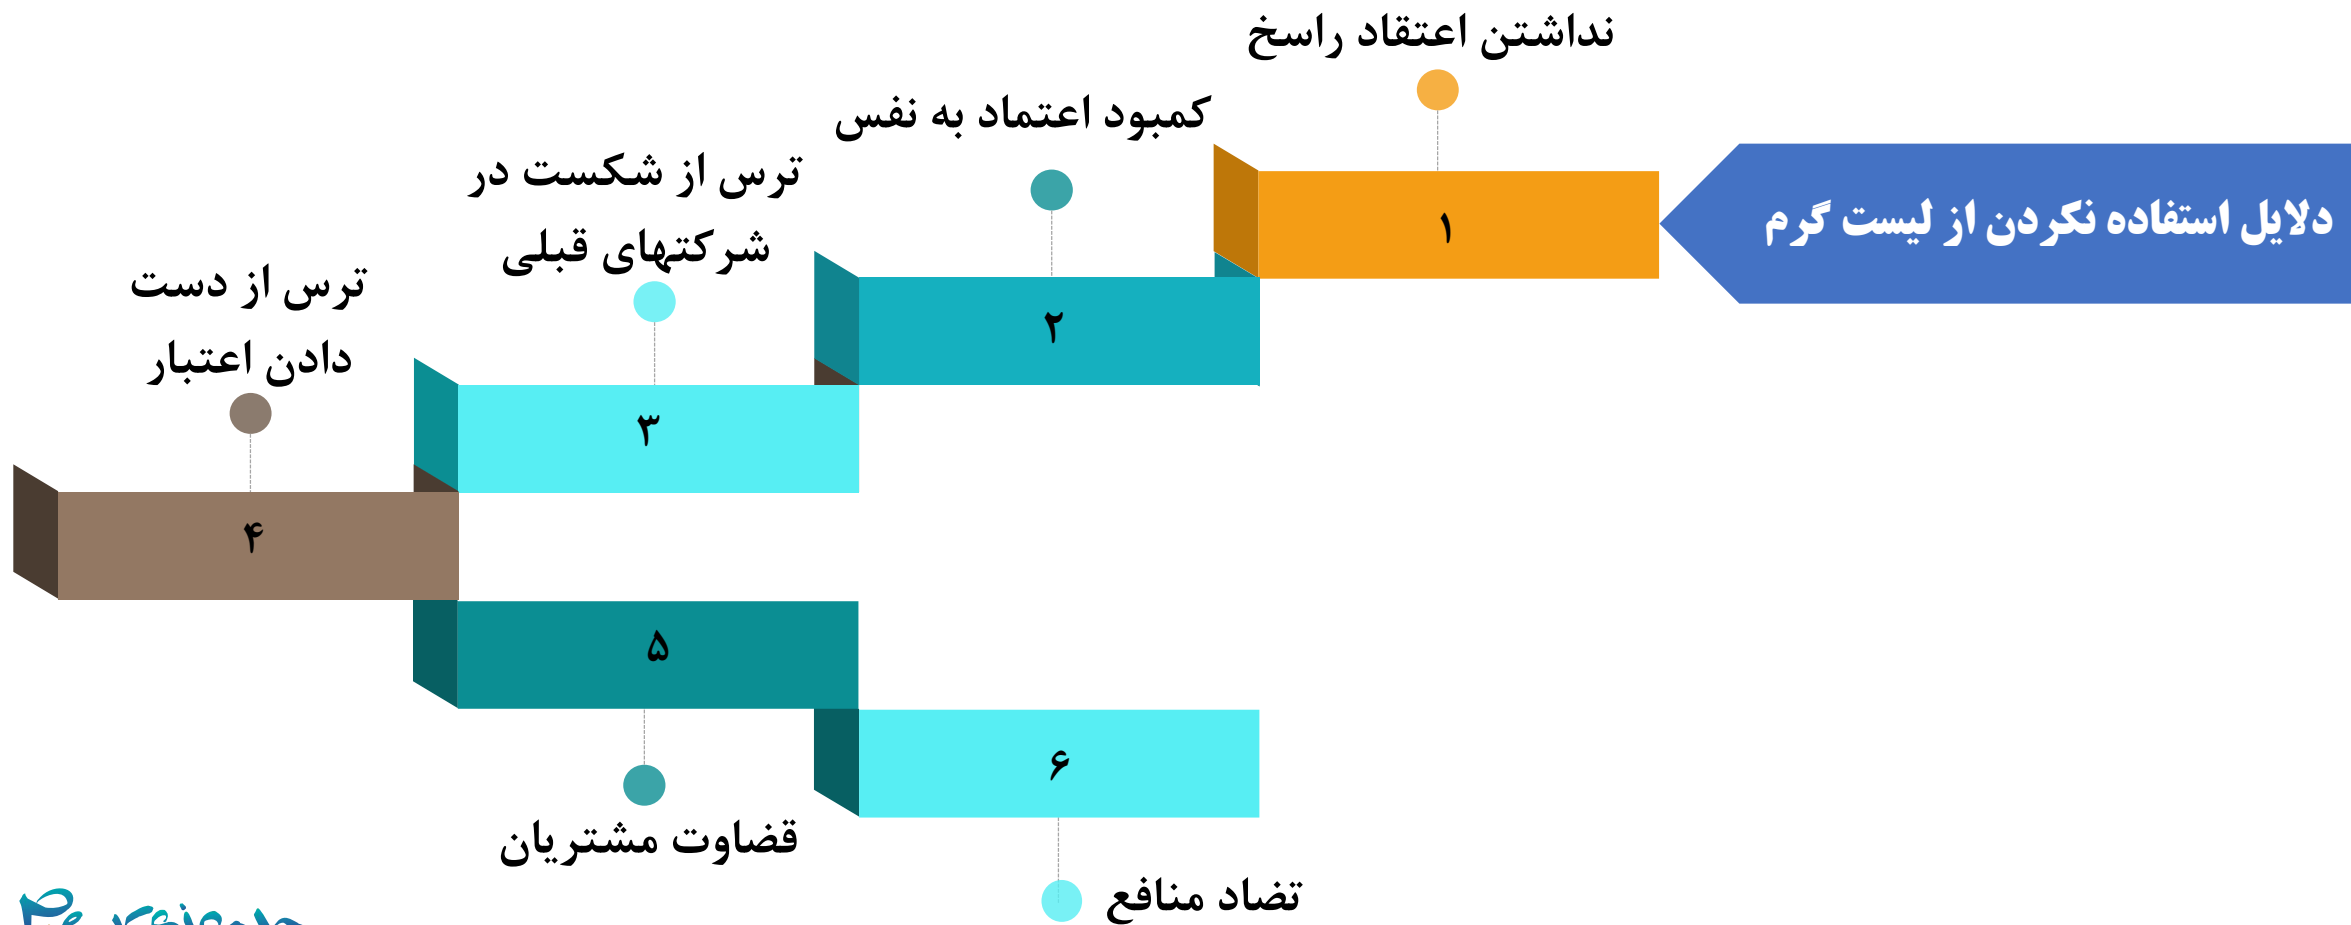 دلایل استفاده نکردن از لیست گرم
نداشتن اعتقاد راسخ
۱
کمبود اعتماد به نفس
۲
ترس از شکست در
شرکتهای قبلی
۳
ترس از دست
دادن اعتبار
۴
۵
قضاوت مشتریان
۶
تضاد منافع